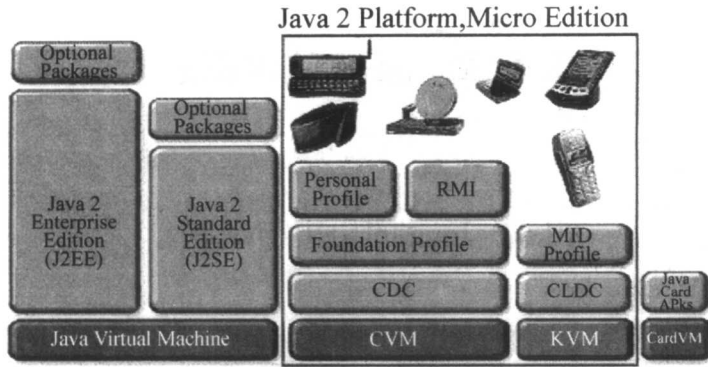 Java 2 Platform,Micro Edition
Optional
Packages
Optional
Packages
Java 2
Enterprise
Edition
(J2EE)
Java 2
Standard
Edition
(J2SE)
Personal
Profile
RMI
Foundation Profile
MID
Profile
CDC
CLDC
Java
Card
APks
Java Virtual Machine
CVM
KVM
CardVM